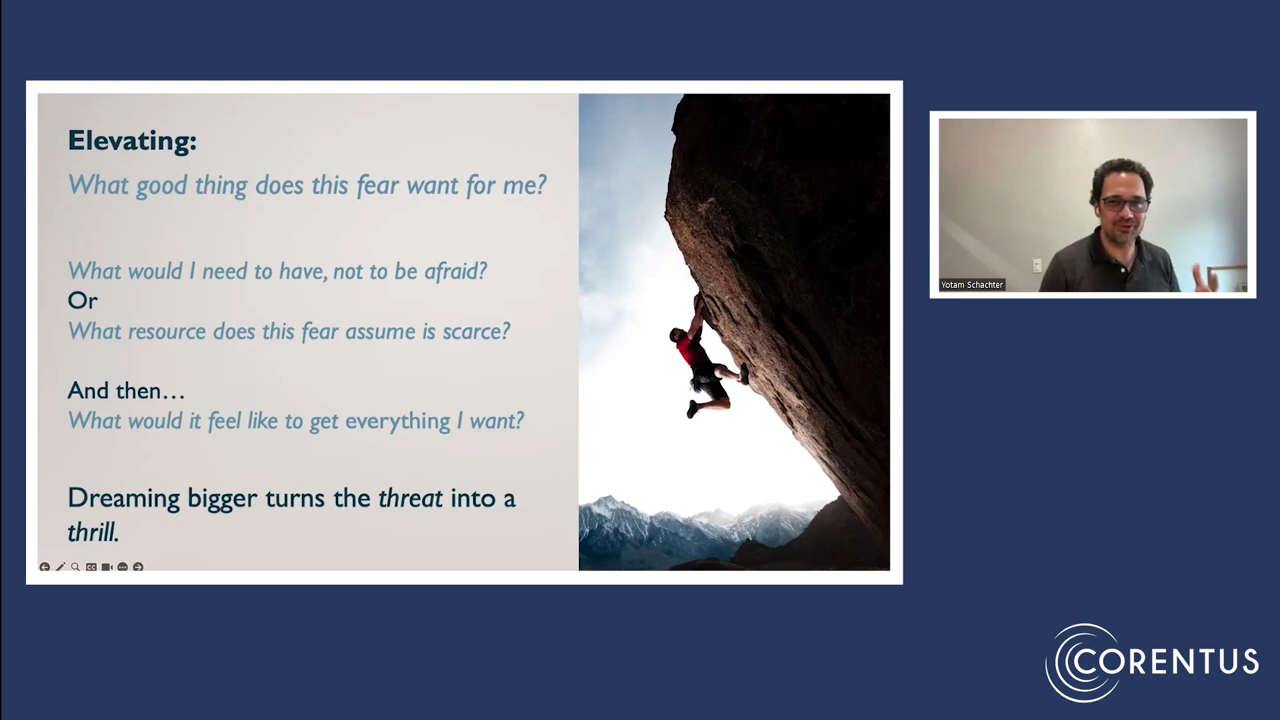 Elevating:
What good thing does this fear want for me?
What would I need to have, not to be afraid?
Or
What resource does this fear assume is scarce?
And then…
What would it feel like to get everything I want?
Dreaming bigger turns the threat into a
thrill.
Yotam Schachter
CORENTUS